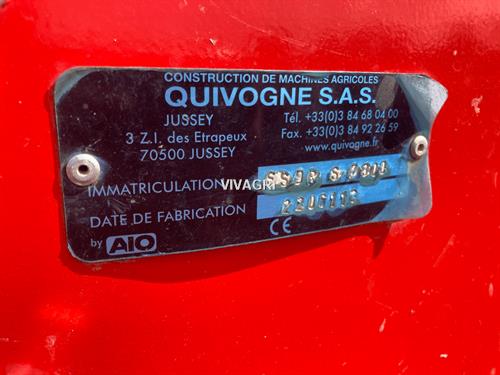 CONSTRUCTION DE MACHINES AGRICOLES
QUIVOGNE S.A.S.
JUSSEY
3 Z.I. des Etrapeux
70500 JUSSEY
Tél. +33(0)3 84 68 04 00
Fax. +33(0)3 84 92 26 59
www.quivogne.fr
IMMATRICULATION
VIVAGRI
DATE DE FABRICATION
by AIO
CE